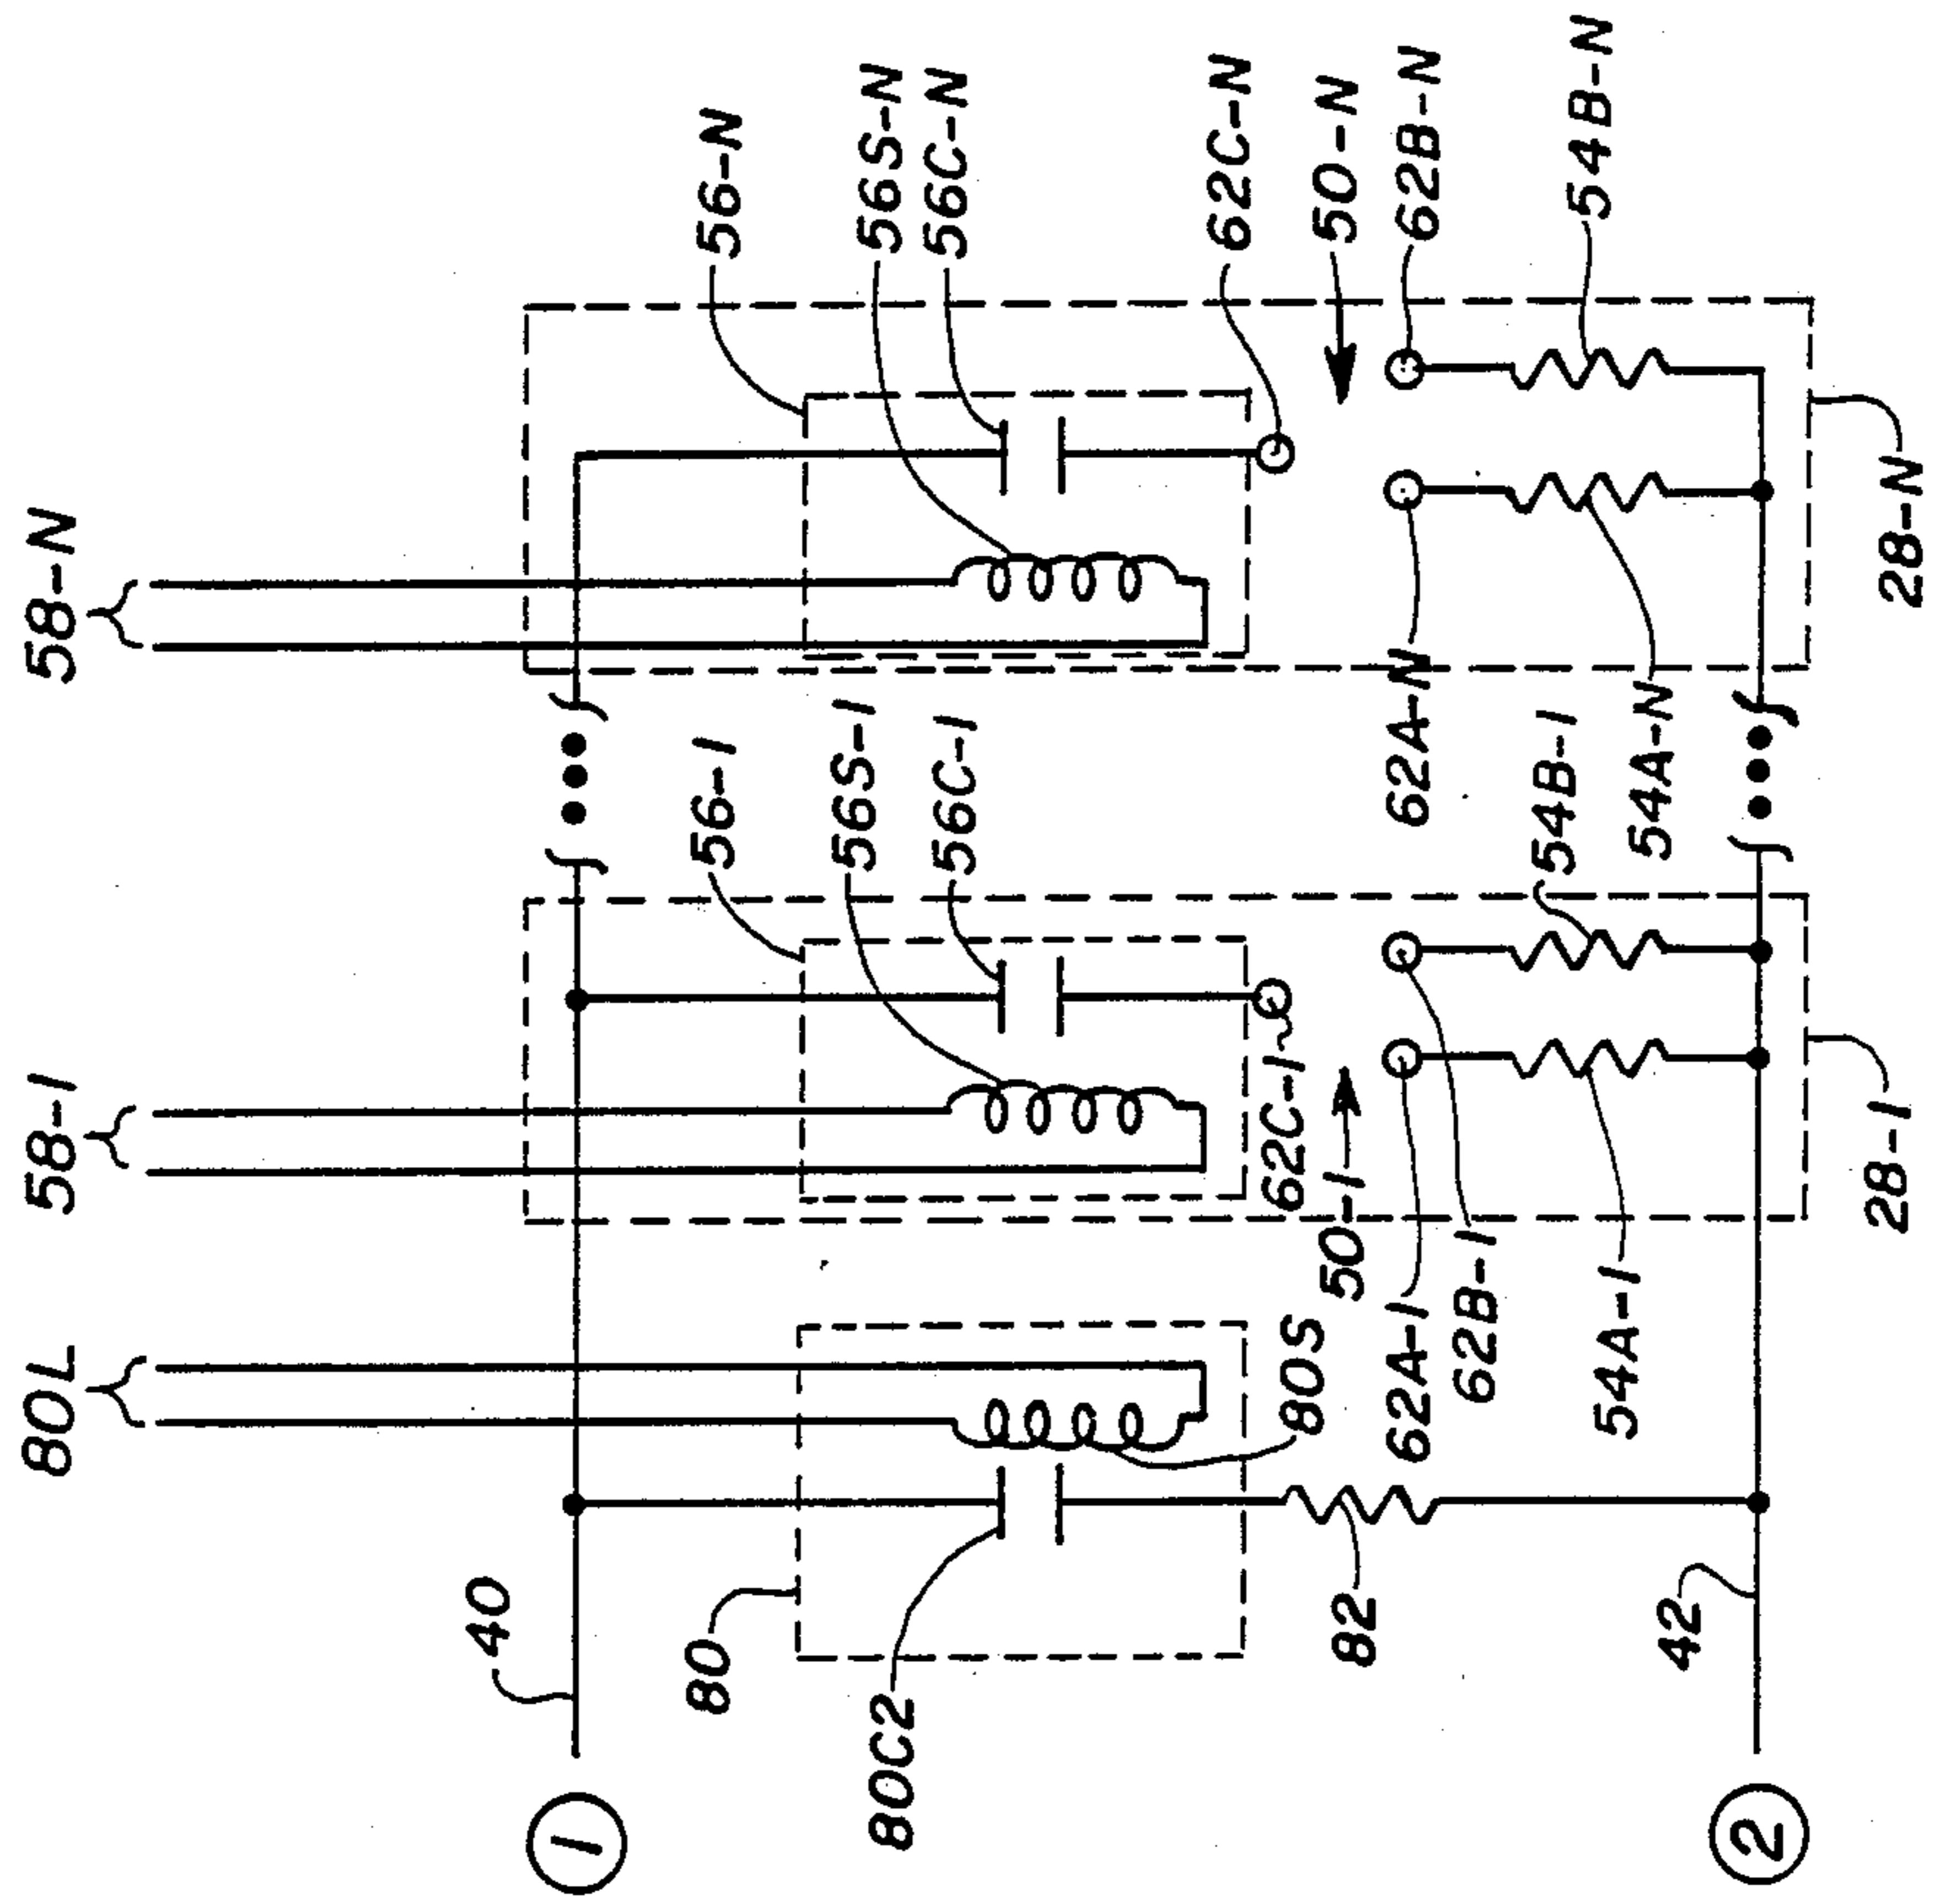 58-N
58-1
80L
56-N
56S-N
56C-N
62C-N
50-N
62B-N
54B-N
28-N
62A-N
54A-N
56-1
56S-1
56C-1
54B-1
62C-1
50-1
62A-1
62B-1
54A-1
28-1
80S
40
80
80C2
82
42
1
2